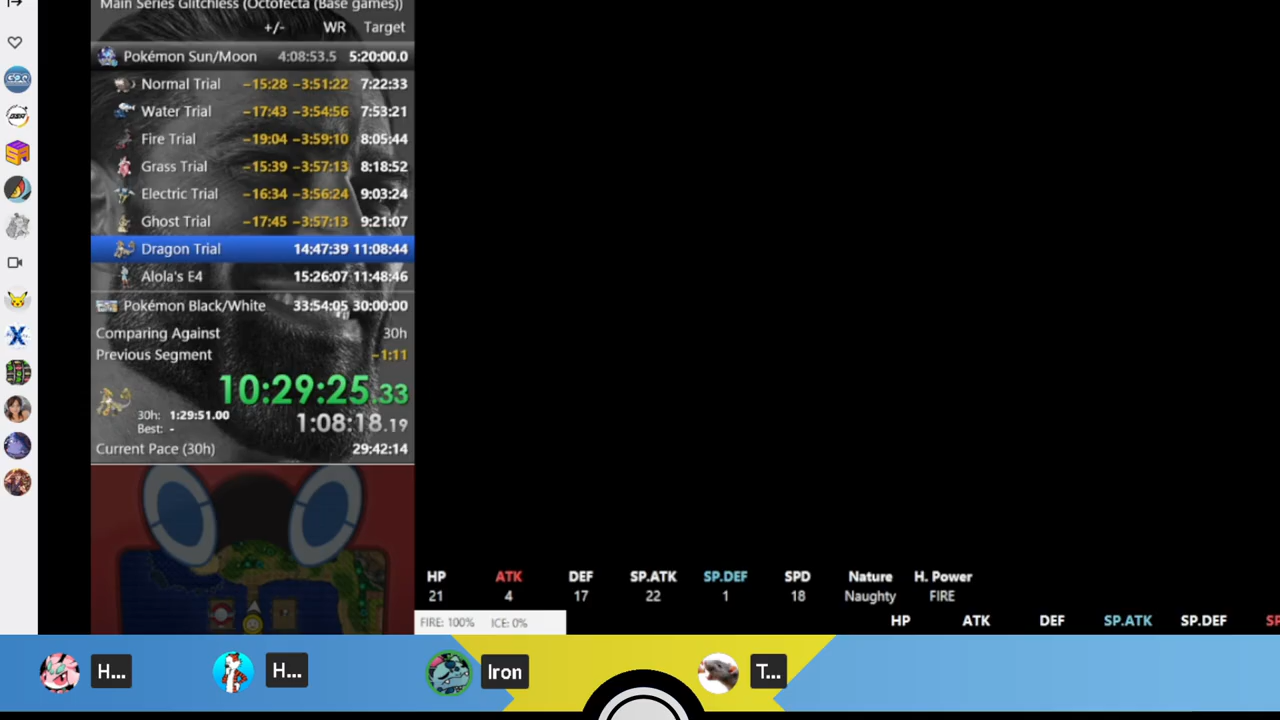 Main Series Glitchless (Octofecta (Base games))
+/- WR Target
Pokémon Sun/Moon 4:08:53.5 5:20:00.0
Normal Trial −15:28 −3:51:22 7:22:33
Water Trial −17:43 −3:54:56 7:53:21
Fire Trial −19:04 −3:59:10 8:05:44
Grass Trial −15:39 −3:57:13 8:18:52
Electric Trial −16:34 −3:56:24 9:03:24
Ghost Trial −17:45 −3:57:13 9:21:07
Dragon Trial 14:47:39 11:08:44
Alola's E4 15:26:07 11:48:46
Pokémon Black/White 33:54:05 30:00:00
Comparing Against 30h
Previous Segment −1:11
10:29:25.33
30h: 1:29:51.00
Best: -
1:08:18.19
Current Pace (30h) 29:42:14
HP ATK DEF SP.ATK SP.DEF SPD Nature H. Power
21 4 17 22 1 18 Naughty FIRE
FIRE: 100% ICE: 0%
HP ATK DEF SP.ATK SP.DEF SP
H... H... Iron T...